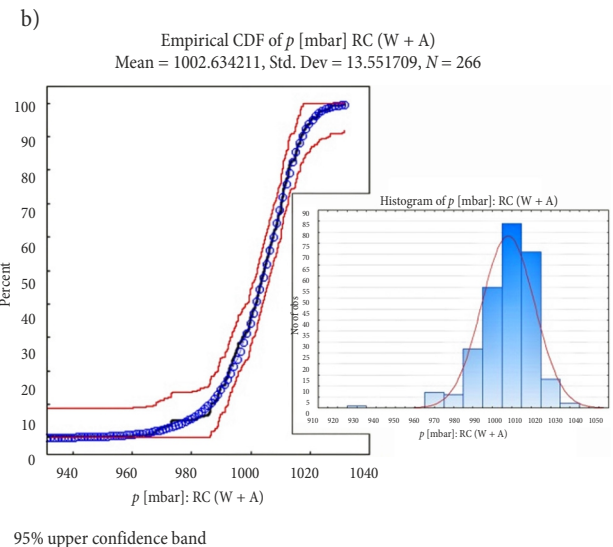 b)
Empirical CDF of p [mbar] RC (W + A)
Mean = 1002.634211, Std. Dev = 13.551709, N = 266
100
90
80
70
60
50
40
30
20
10
0
Percent
940 960 980 1000 1020 1040
p [mbar]: RC (W + A)
Histogram of p [mbar]: RC (W + A)
90
85
80
75
70
65
60
55
50
45
40
35
30
25
20
15
10
5
0
No of obs
910 920 930 940 950 960 970 980 990 1000 1010 1020 1030 1040 1050
p [mbar]: RC (W + A)
95% upper confidence band